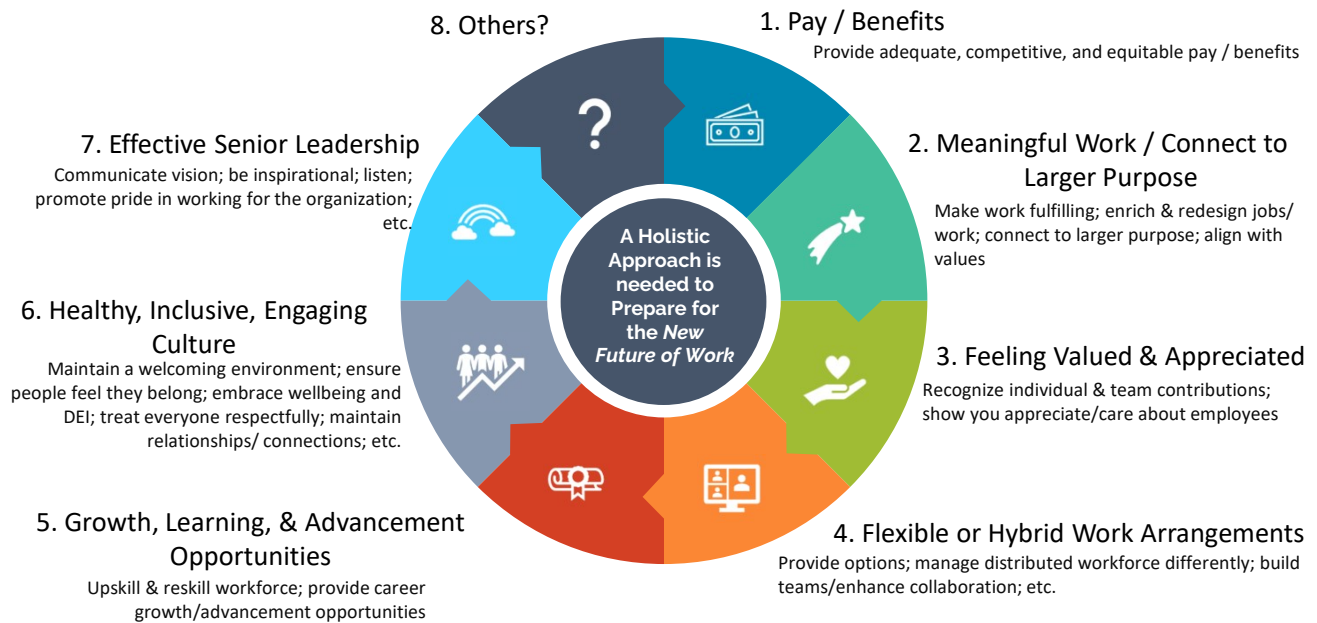 8. Others?
1. Pay / Benefits
Provide adequate, competitive, and equitable pay / benefits
7. Effective Senior Leadership
Communicate vision; be inspirational; listen;
promote pride in working for the organization;
etc.
2. Meaningful Work / Connect to
Larger Purpose
Make work fulfilling; enrich & redesign jobs/
work; connect to larger purpose; align with
values
?
A Holistic
Approach is
needed to
Prepare for
the New
Future of Work
6. Healthy, Inclusive, Engaging
Culture
Maintain a welcoming environment; ensure
people feel they belong; embrace wellbeing and
DEI; treat everyone respectfully; maintain
relationships/ connections; etc.
3. Feeling Valued & Appreciated
Recognize individual & team contributions;
show you appreciate/care about employees
5. Growth, Learning, & Advancement
Opportunities
Upskill & reskill workforce; provide career
growth/advancement opportunities
4. Flexible or Hybrid Work Arrangements
Provide options; manage distributed workforce differently; build
teams/enhance collaboration; etc.